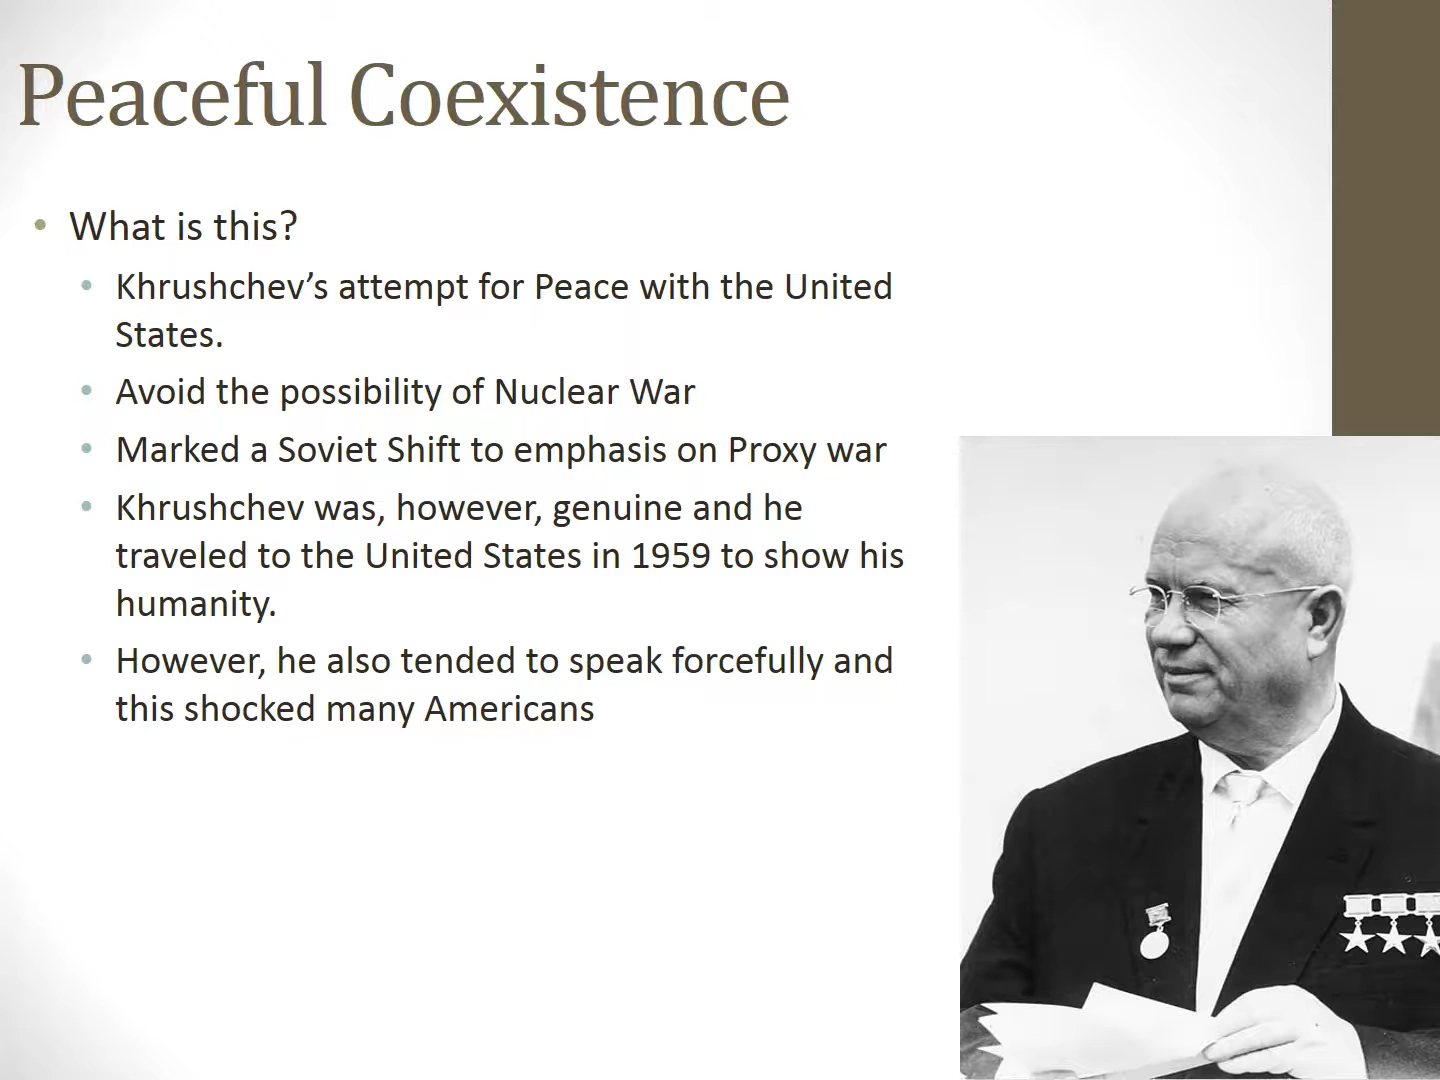 Peaceful Coexistence
• What is this?
• Khrushchev’s attempt for Peace with the United
States.
• Avoid the possibility of Nuclear War
• Marked a Soviet Shift to emphasis on Proxy war
• Khrushchev was, however, genuine and he
traveled to the United States in 1959 to show his
humanity.
• However, he also tended to speak forcefully and
this shocked many Americans